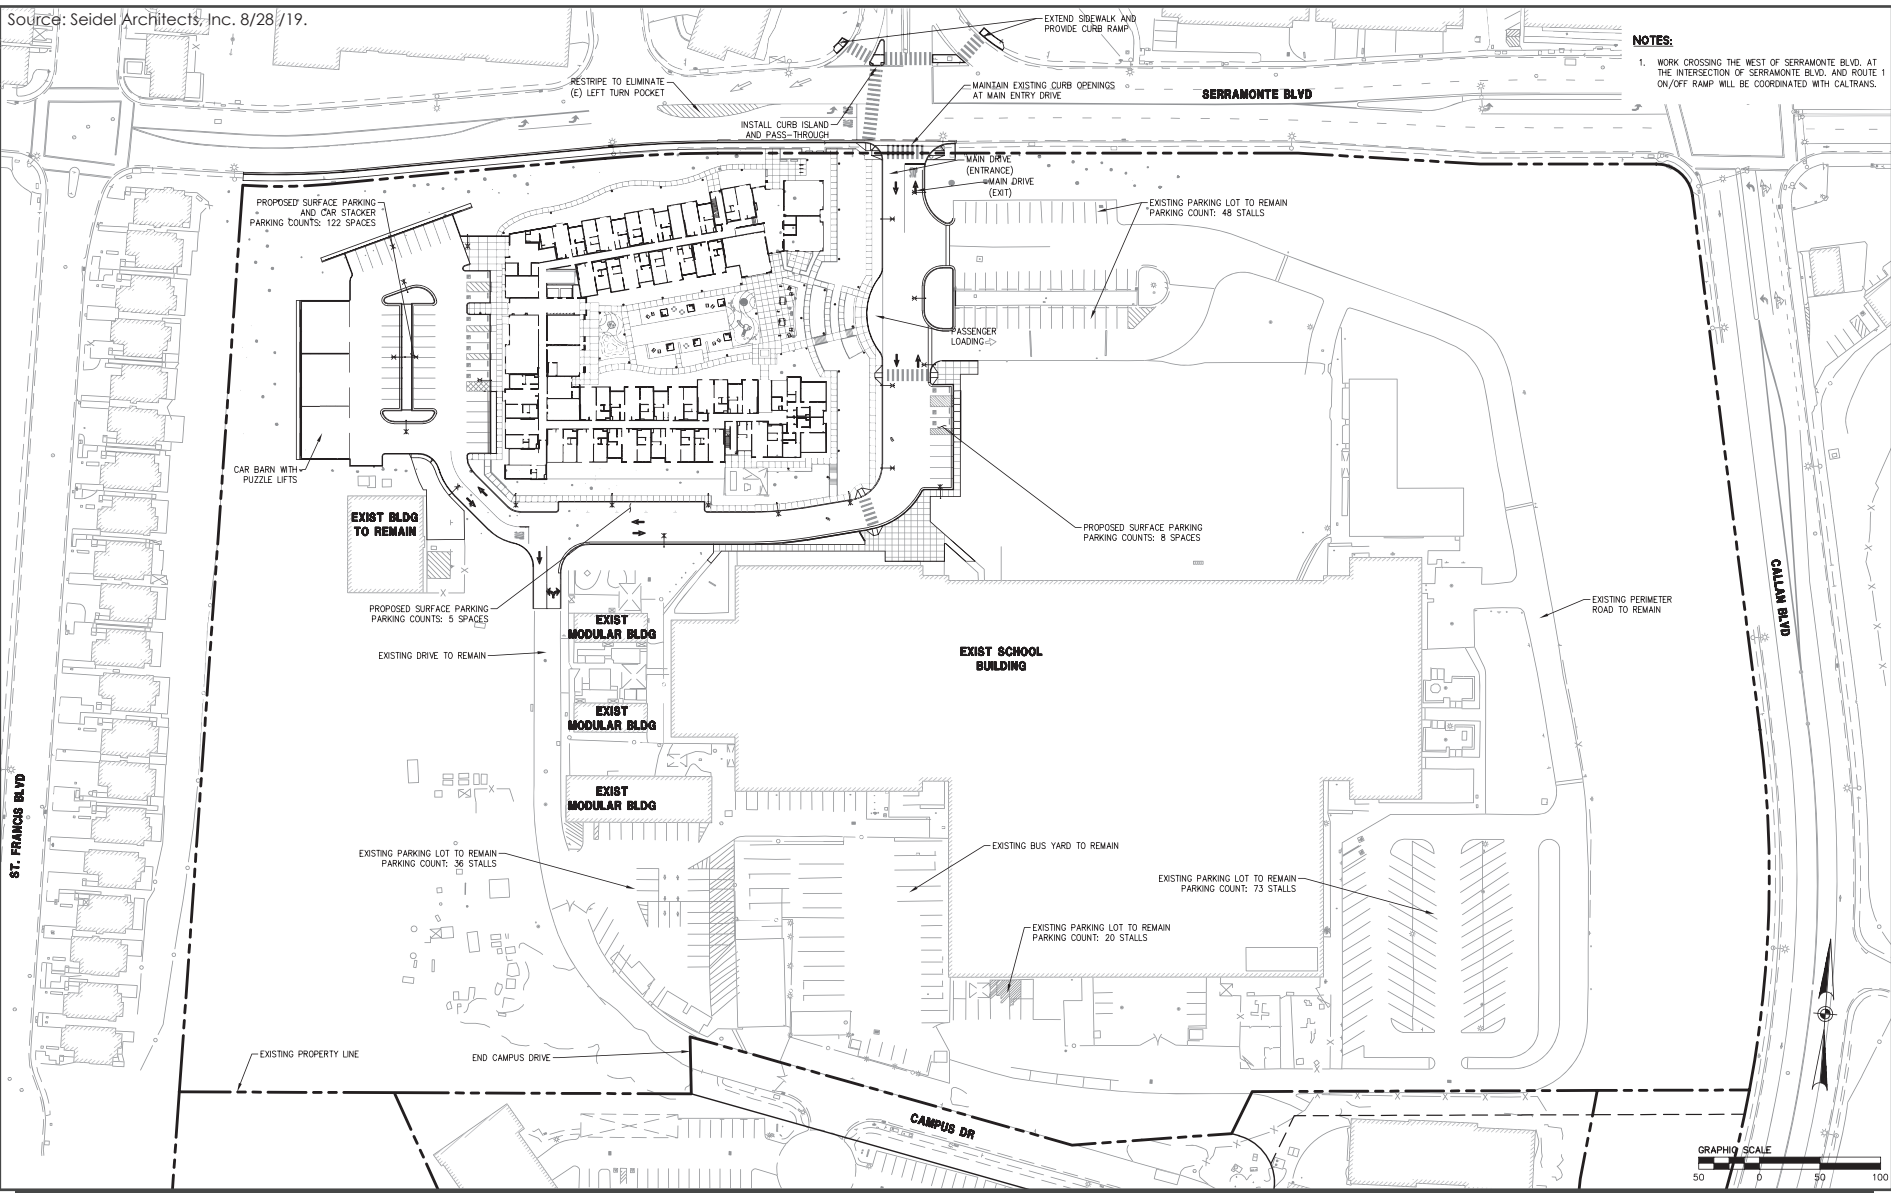 Source: Seidel Architects, Inc. 8/28 /19.
EXTEND SIDEWALK AND
PROVIDE CURB RAMP
NOTES:
1. WORK CROSSING THE WEST OF SERRAMONTE BLVD. AT
THE INTERSECTION OF SERRAMONTE BLVD. AND ROUTE 1
ON/OFF RAMP WILL BE COORDINATED WITH CALTRANS.
RESTRIPE TO ELIMINATE
(E) LEFT TURN POCKET
MAINTAIN EXISTING CURB OPENINGS
AT MAIN ENTRY DRIVE
SERRAMONTE BLVD
INSTALL CURB ISLAND
AND PASS-THROUGH
MAIN DRIVE
(ENTRANCE)
MAIN DRIVE
(EXIT)
PROPOSED SURFACE PARKING
AND CAR STACKER
PARKING COUNTS: 122 SPACES
EXISTING PARKING LOT TO REMAIN
PARKING COUNT: 48 STALLS
PASSENGER
LOADING
CAR BARN WITH
PUZZLE LIFTS
EXIST BLDG
TO REMAIN
PROPOSED SURFACE PARKING
PARKING COUNTS: 8 SPACES
CALLAN BLVD
EXISTING PERIMETER
ROAD TO REMAIN
PROPOSED SURFACE PARKING
PARKING COUNTS: 5 SPACES
EXIST
MODULAR BLDG
EXISTING DRIVE TO REMAIN
EXIST SCHOOL
BUILDING
EXIST
MODULAR BLDG
EXIST
MODULAR BLDG
ST. FRANCIS BLVD
EXISTING PARKING LOT TO REMAIN
PARKING COUNT: 36 STALLS
EXISTING BUS YARD TO REMAIN
EXISTING PARKING LOT TO REMAIN
PARKING COUNT: 73 STALLS
EXISTING PARKING LOT TO REMAIN
PARKING COUNT: 20 STALLS
EXISTING PROPERTY LINE
END CAMPUS DRIVE
CAMPUS DR
GRAPHIC SCALE
50 0 50 100